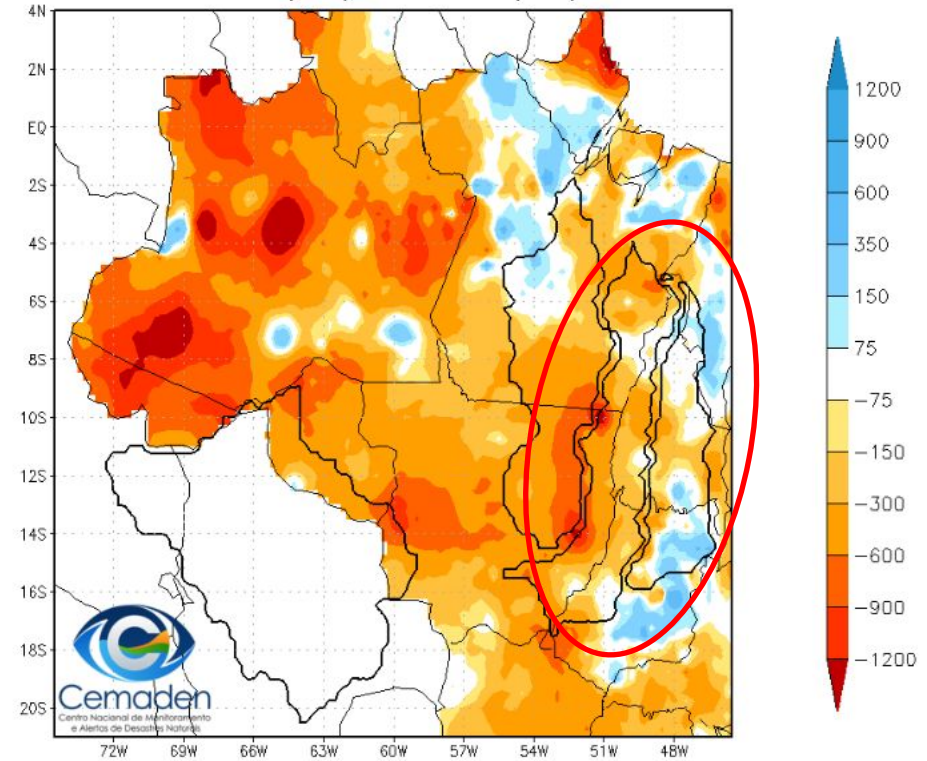 4N
2N
EQ
2S
4S
6S
8S
10S
12S
14S
16S
18S
20S
72W 69W 66W 63W 60W 57W 54W 51W 48W
1200
900
600
350
150
75
−75
−150
−300
−600
−900
−1200
Cemaden
Centro Nacional de Monitoramento
e Alertas de Desastres Naturais